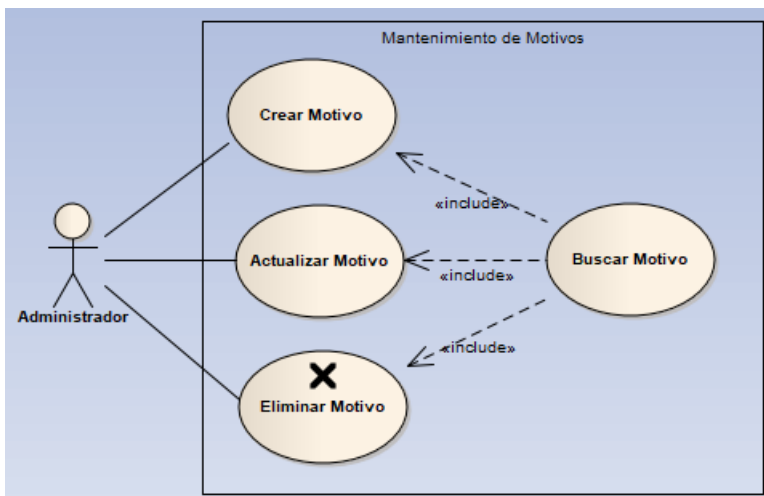 Mantenimiento de Motivos
Crear Motivo
«include»
Actualizar Motivo
Buscar Motivo
«include»
Administrador
«include»
Eliminar Motivo